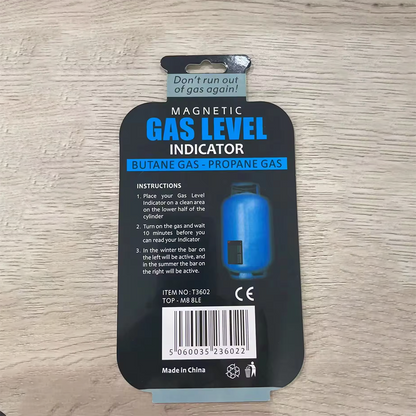 Don't run out
of gas again!
MAGNETIC
GAS LEVEL
INDICATOR
BUTANE GAS - PROPANE GAS
INSTRUCTIONS
1. Place your Gas Level
Indicator on a clean area
on the lower half of the
cylinder
2. Turn on the gas and wait
10 minutes before you
can read your indicator
3. In the winter the bar on
the left will be active, and
in the summer the bar on
the right will be active.
ITEM NO : T3602
TOP - M8 8LE
CE
5 060035 236022
Made in China